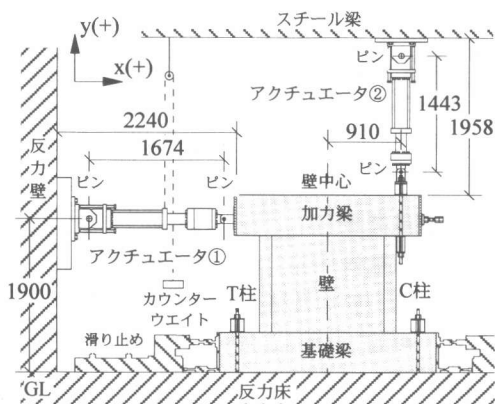 スチール梁
y(+)
x(+)
ピン
アクチュエータ②
1443
1958
2240
910
1674
ピン
反力壁
ピン
ピン
壁中心
加力梁
アクチュエータ①
1900
カウンター
ウエイト
T柱
壁
C柱
滑り止め
基礎梁
GL
反力床